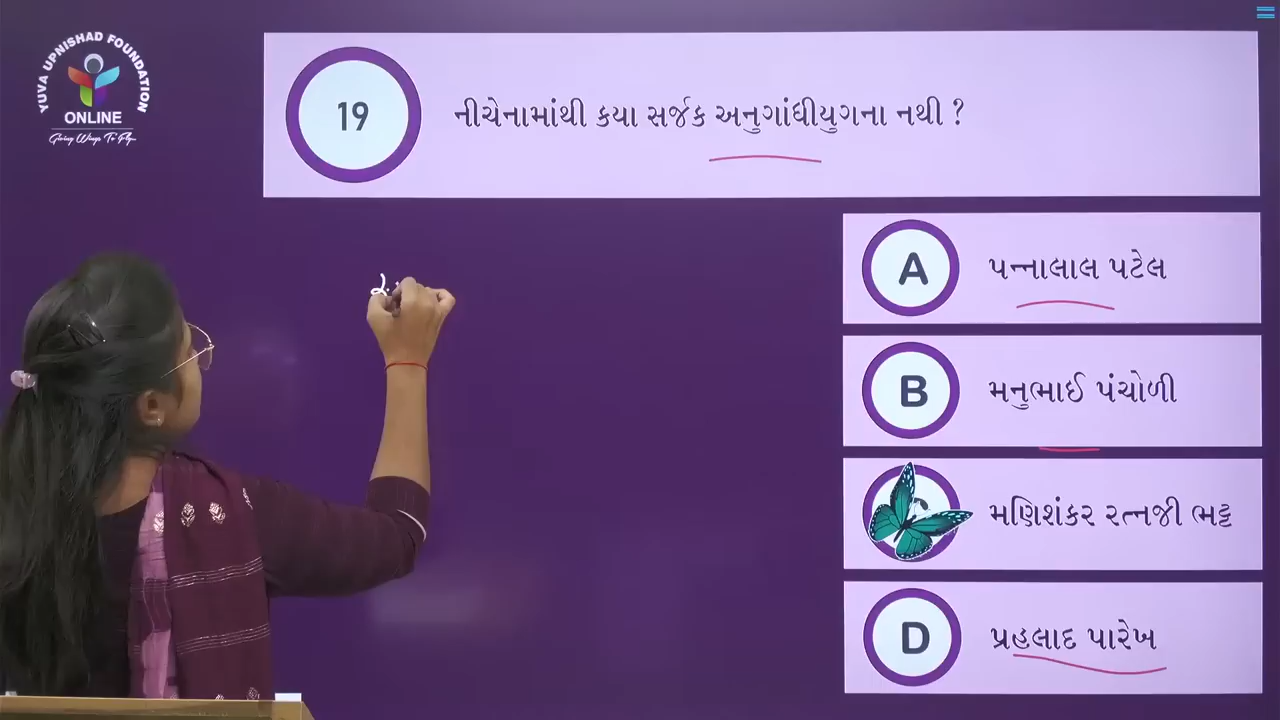 YUVA UPNISHAD FOUNDATION
ONLINE
Giving Wings To Fly...
19
નીચેનામાંથી કયા સર્જક અનુગાંધીયુગના નથી ?
A
પન્નાલાલ પટેલ
B
મનુભાઈ પંચોળી
મણિશંકર રત્નજી ભટ્ટ
D
પ્રહલાદ પારેખ